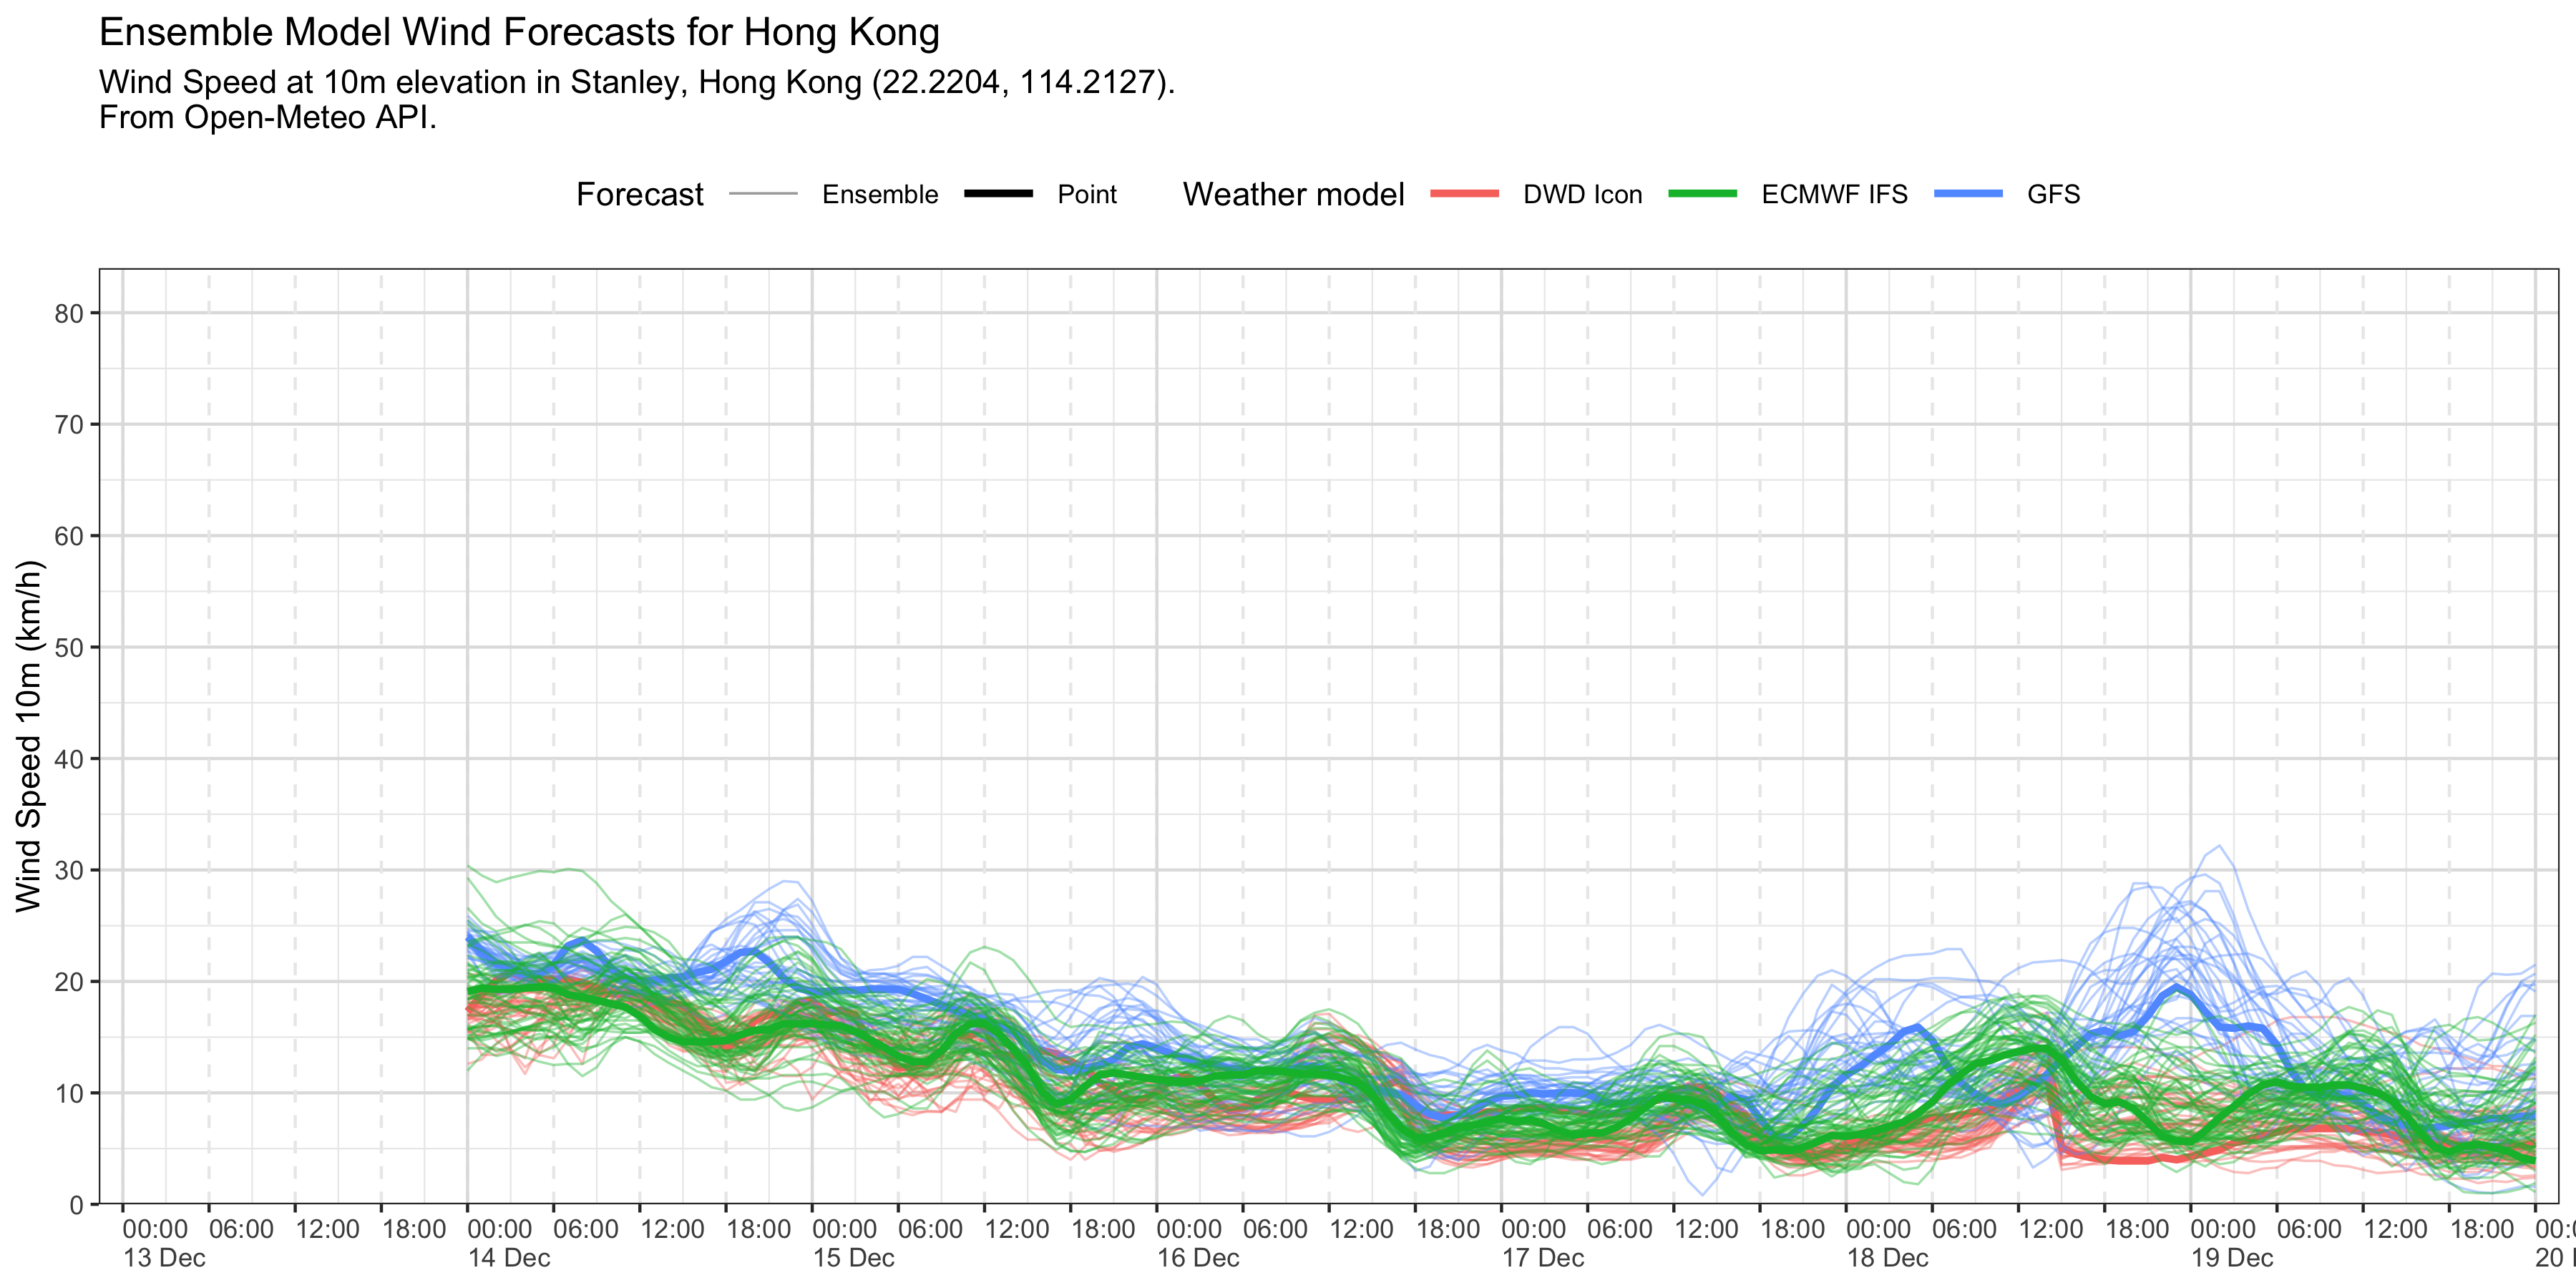 Ensemble Model Wind Forecasts for Hong Kong
Wind Speed at 10m elevation in Stanley, Hong Kong (22.2204, 114.2127).
From Open-Meteo API.
Forecast Ensemble Point Weather model DWD Icon ECMWF IFS GFS
Wind Speed 10m (km/h)
80
70
60
50
40
30
20
10
0
00:00 06:00 12:00 18:00 00:00 06:00 12:00 18:00 00:00 06:00 12:00 18:00 00:00 06:00 12:00 18:00 00:00 06:00 12:00 18:00 00:00 06:00 12:00 18:00 00:00 06:00 12:00 18:00
13 Dec 14 Dec 15 Dec 16 Dec 17 Dec 18 Dec 19 Dec 20